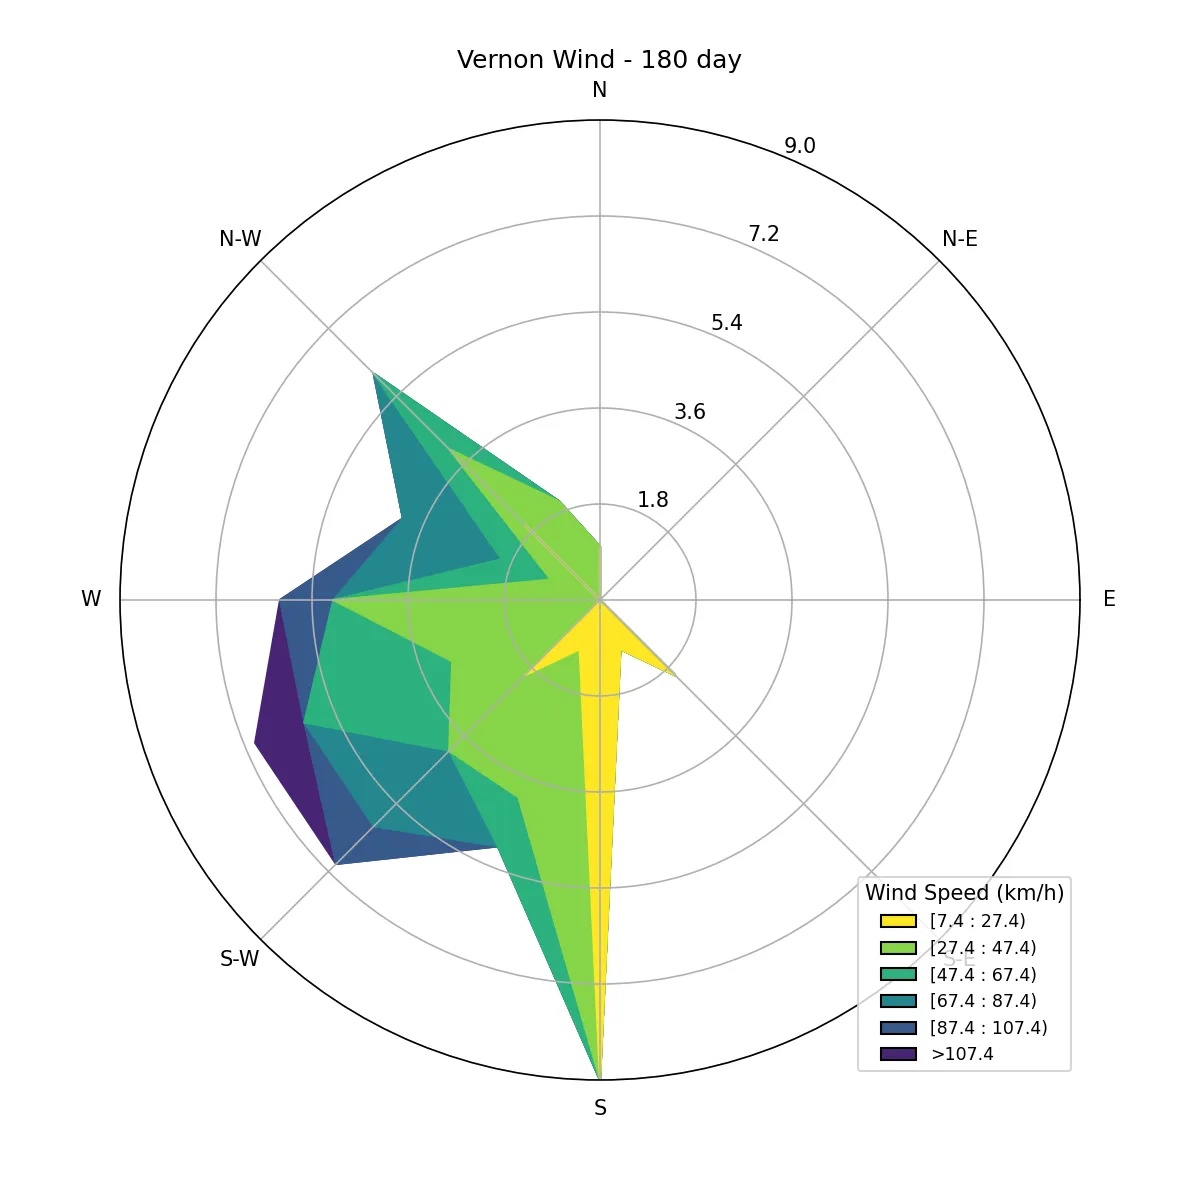 Vernon Wind - 180 day
N
9.0
N-W
N-E
7.2
5.4
3.6
1.8
W
E
S-W
S-E
S
Wind Speed (km/h)
[7.4 : 27.4)
[27.4 : 47.4)
[47.4 : 67.4)
[67.4 : 87.4)
[87.4 : 107.4)
>107.4